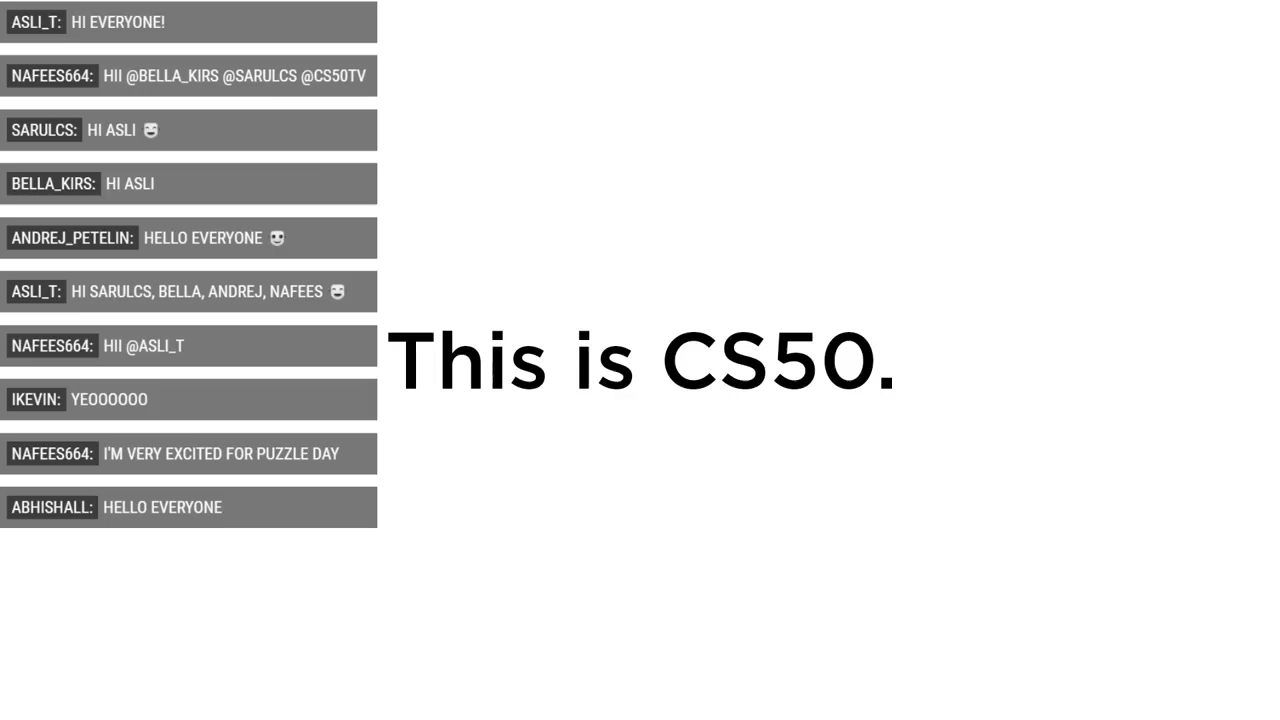 ASLI_T: HI EVERYONE!
NAFEES664: HII @BELLA_KIRS @SARULCS @CS50TV
SARULCS: HI ASLI
BELLA_KIRS: HI ASLI
ANDREJ_PETELIN: HELLO EVERYONE
ASLI_T: HI SARULCS, BELLA, ANDREJ, NAFEES
NAFEES664: HII @ASLI_T
IKEVIN: YEOOOOOO
NAFEES664: I'M VERY EXCITED FOR PUZZLE DAY
ABHISHALL: HELLO EVERYONE
This is CS50.